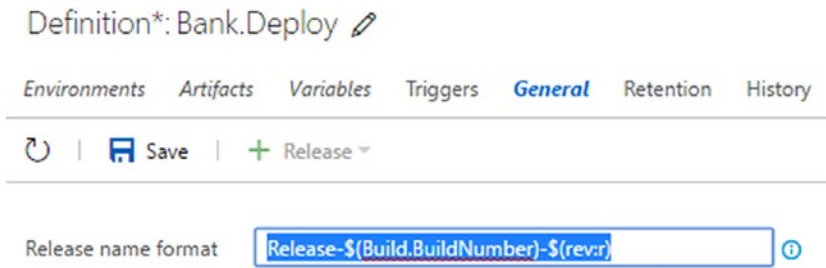 Definition*: Bank.Deploy
Environments Artifacts Variables Triggers General Retention History
Save + Release
Release name format Release-$(Build.BuildNumber)-$(rev:r)